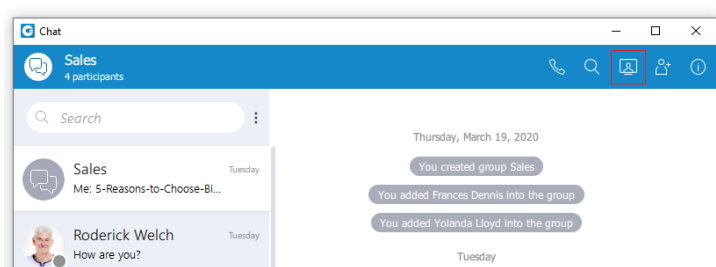 Chat
Sales
4 participants
Search
Sales
Tuesday
Me: 5-Reasons-to-Choose-Bi...
Roderick Welch
Tuesday
How are you?
Thursday, March 19, 2020
You created group Sales
You added Frances Dennis into the group
You added Yolanda Lloyd into the group
Tuesday